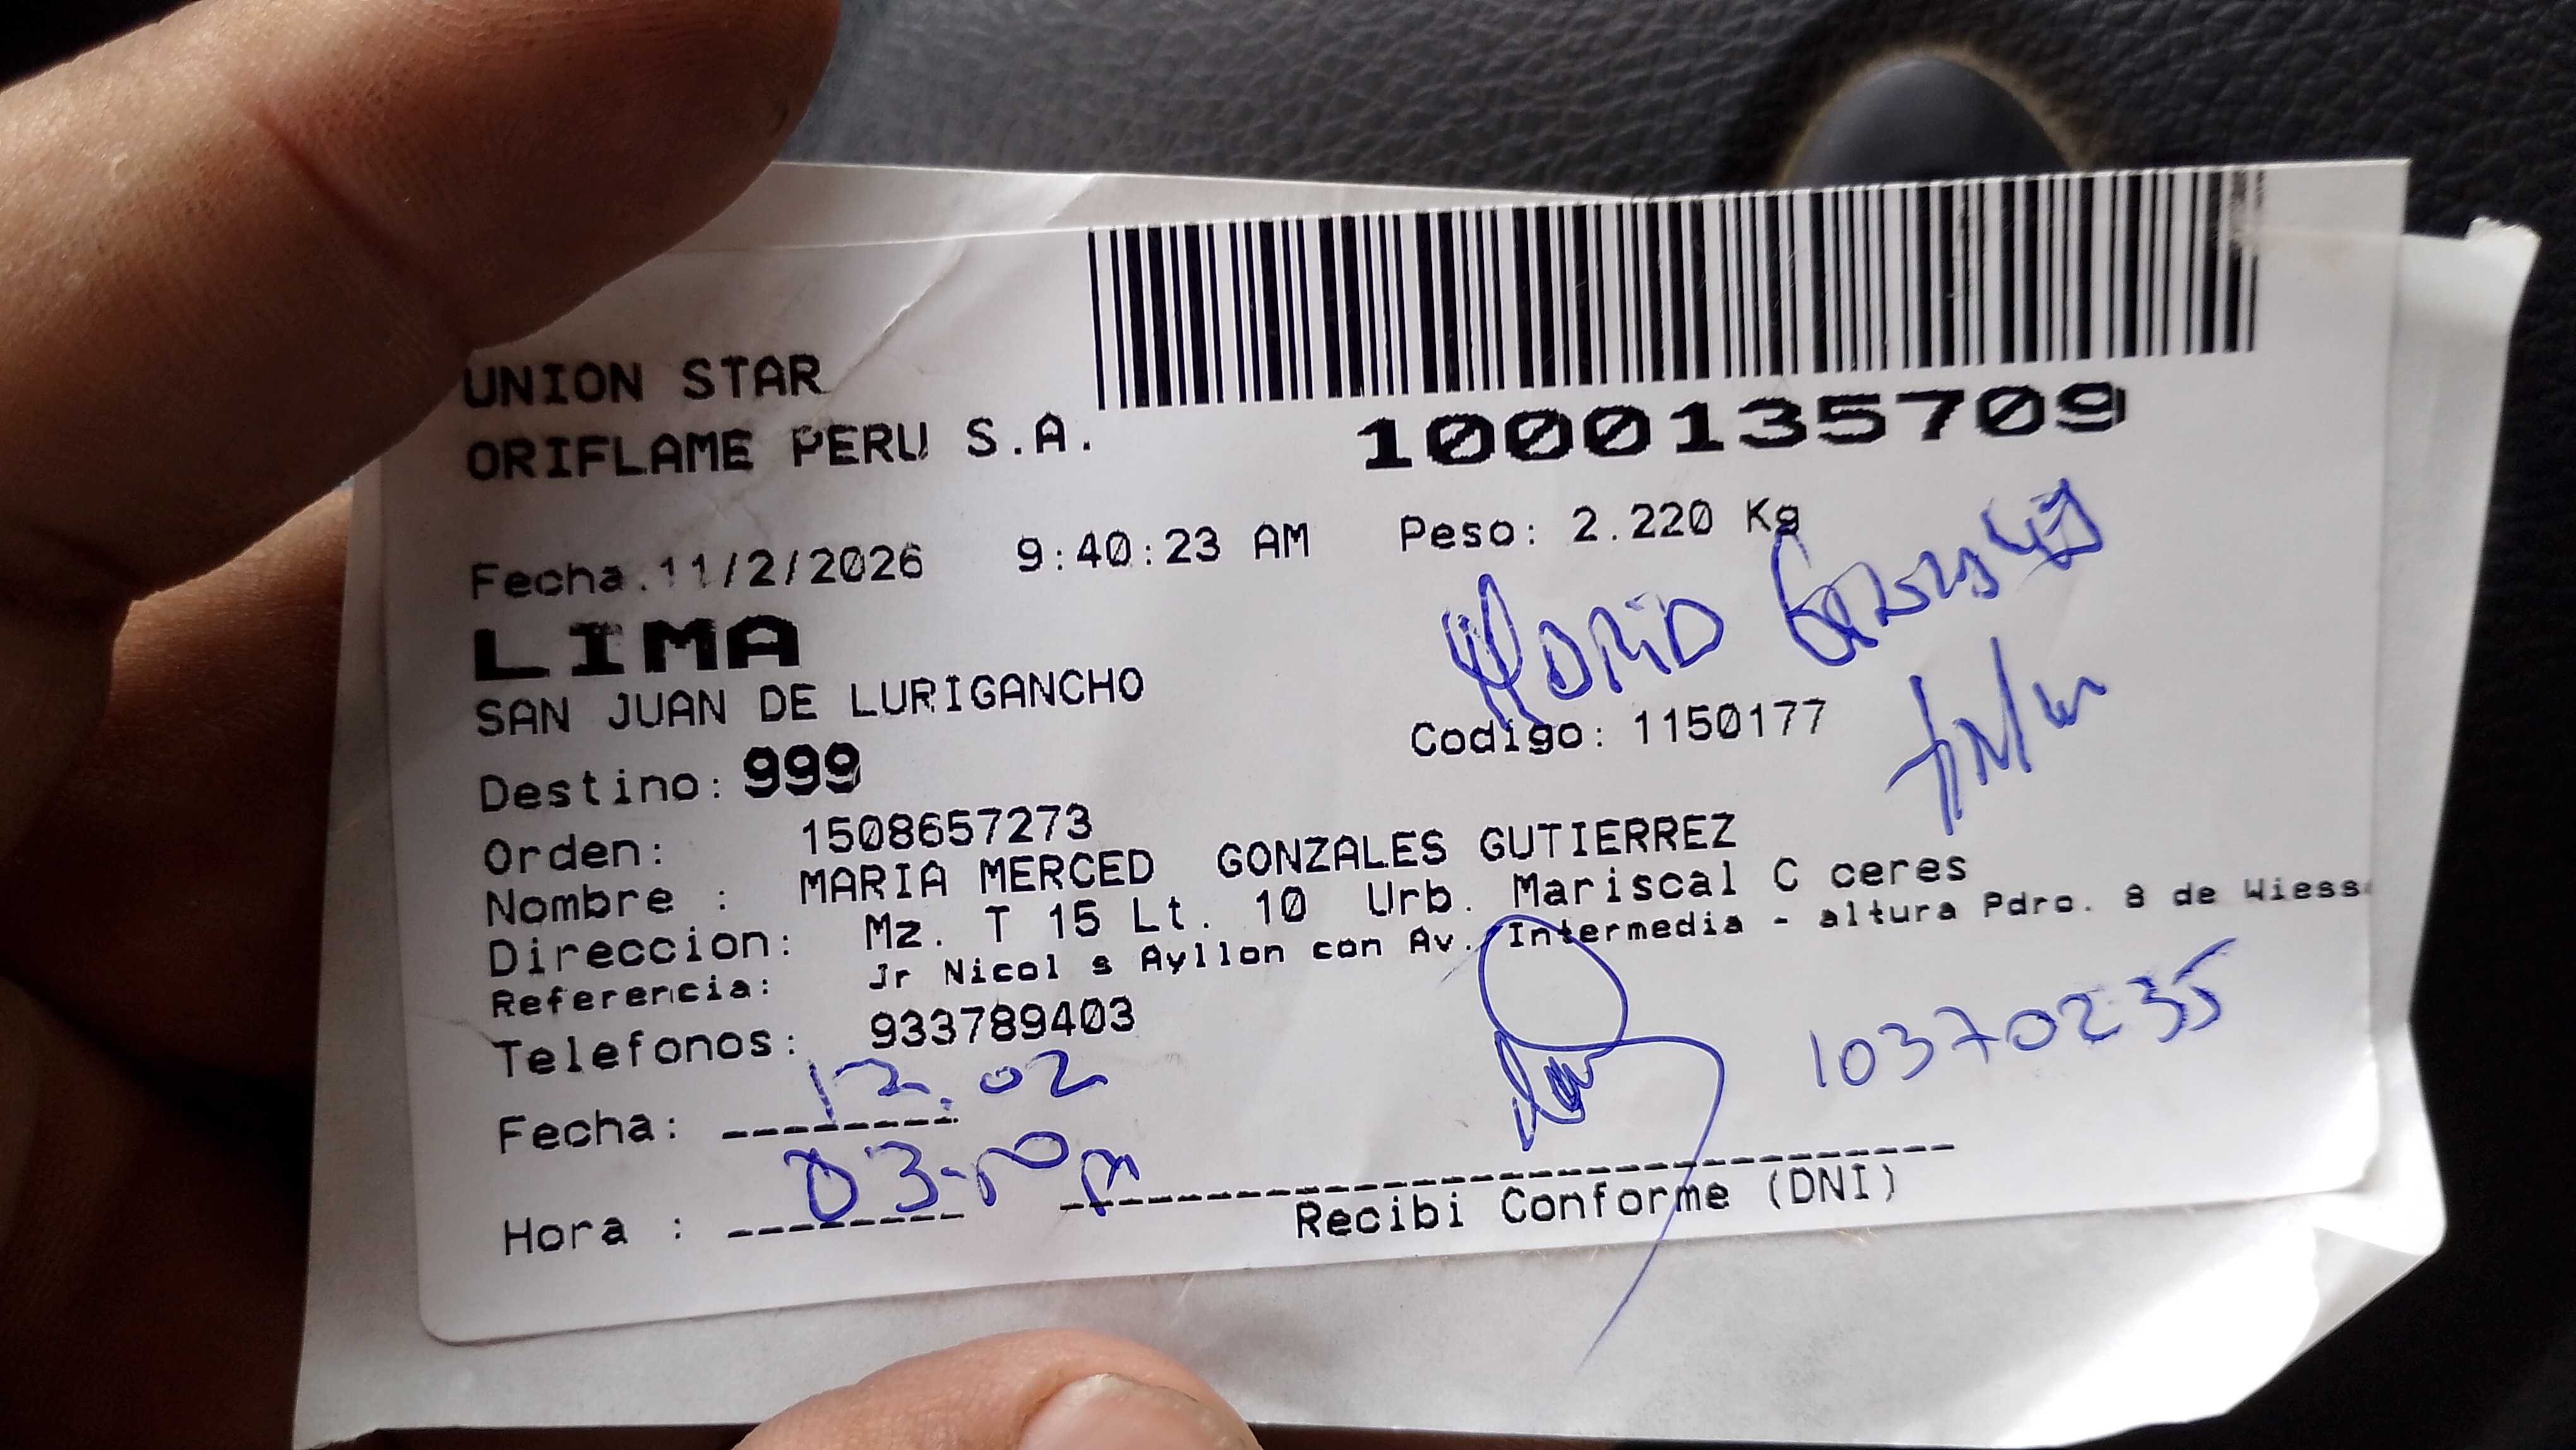 UNION STAR
ORIFLAME PERU S.A.
1000135709
Fecha.11/2/2026 9:40:23 AM Peso: 2.220 Kg
LIMA
SAN JUAN DE LURIGANCHO
Codigo: 1150177
Destino: 999
Orden: 1508657273
Nombre : MARIA MERCED GONZALES GUTIERREZ
Direccion: Mz. T 15 Lt. 10 Urb. Mariscal C ceres
Referencia: Jr Nicol s Ayllon con Av. Intermedia - altura Pdro. 8 de Wiess
Telefonos: 933789403
Fecha: 12.02
10370235
Hora : 03:
Recibi Conforme (DNI)